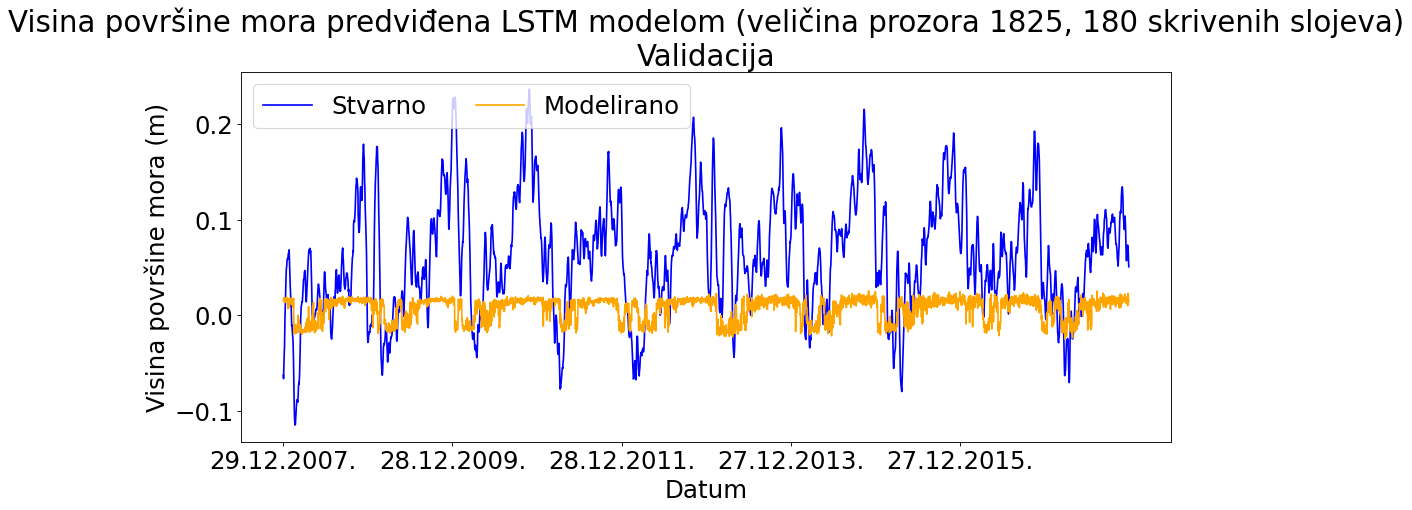 Visina površine mora predviđena LSTM modelom (veličina prozora 1825, 180 skrivenih slojeva)
Validacija
Stvarno Modelirano
Visina površine mora (m)
0.2
0.1
0.0
−0.1
29.12.2007. 28.12.2009. 28.12.2011. 27.12.2013. 27.12.2015.
Datum